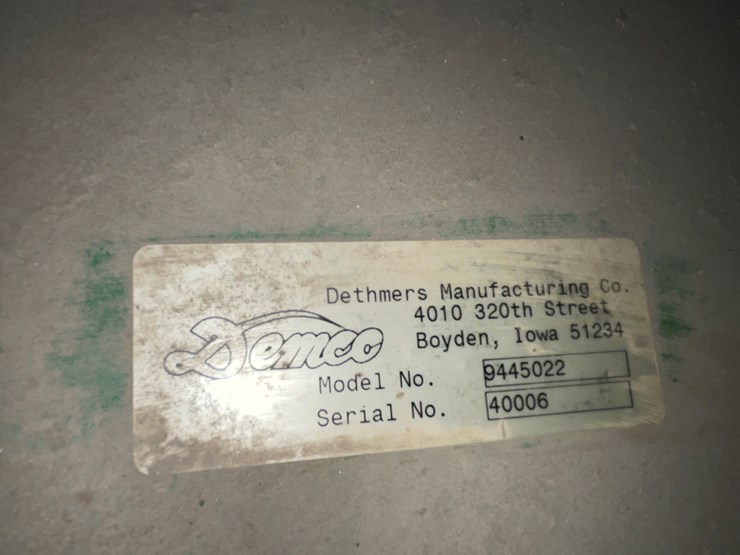 Dethmers Manufacturing Co.
4010 320th Street
Boyden, Iowa 51234
Demco
Model No. 9445022
Serial No. 40006